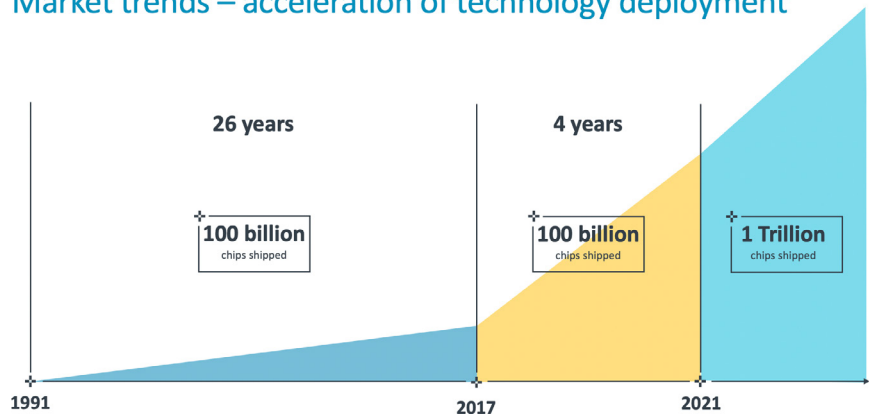 Market trends – acceleration of technology deployment
26 years
4 years
100 billion
chips shipped
100 billion
chips shipped
1 Trillion
chips shipped
1991
2017
2021